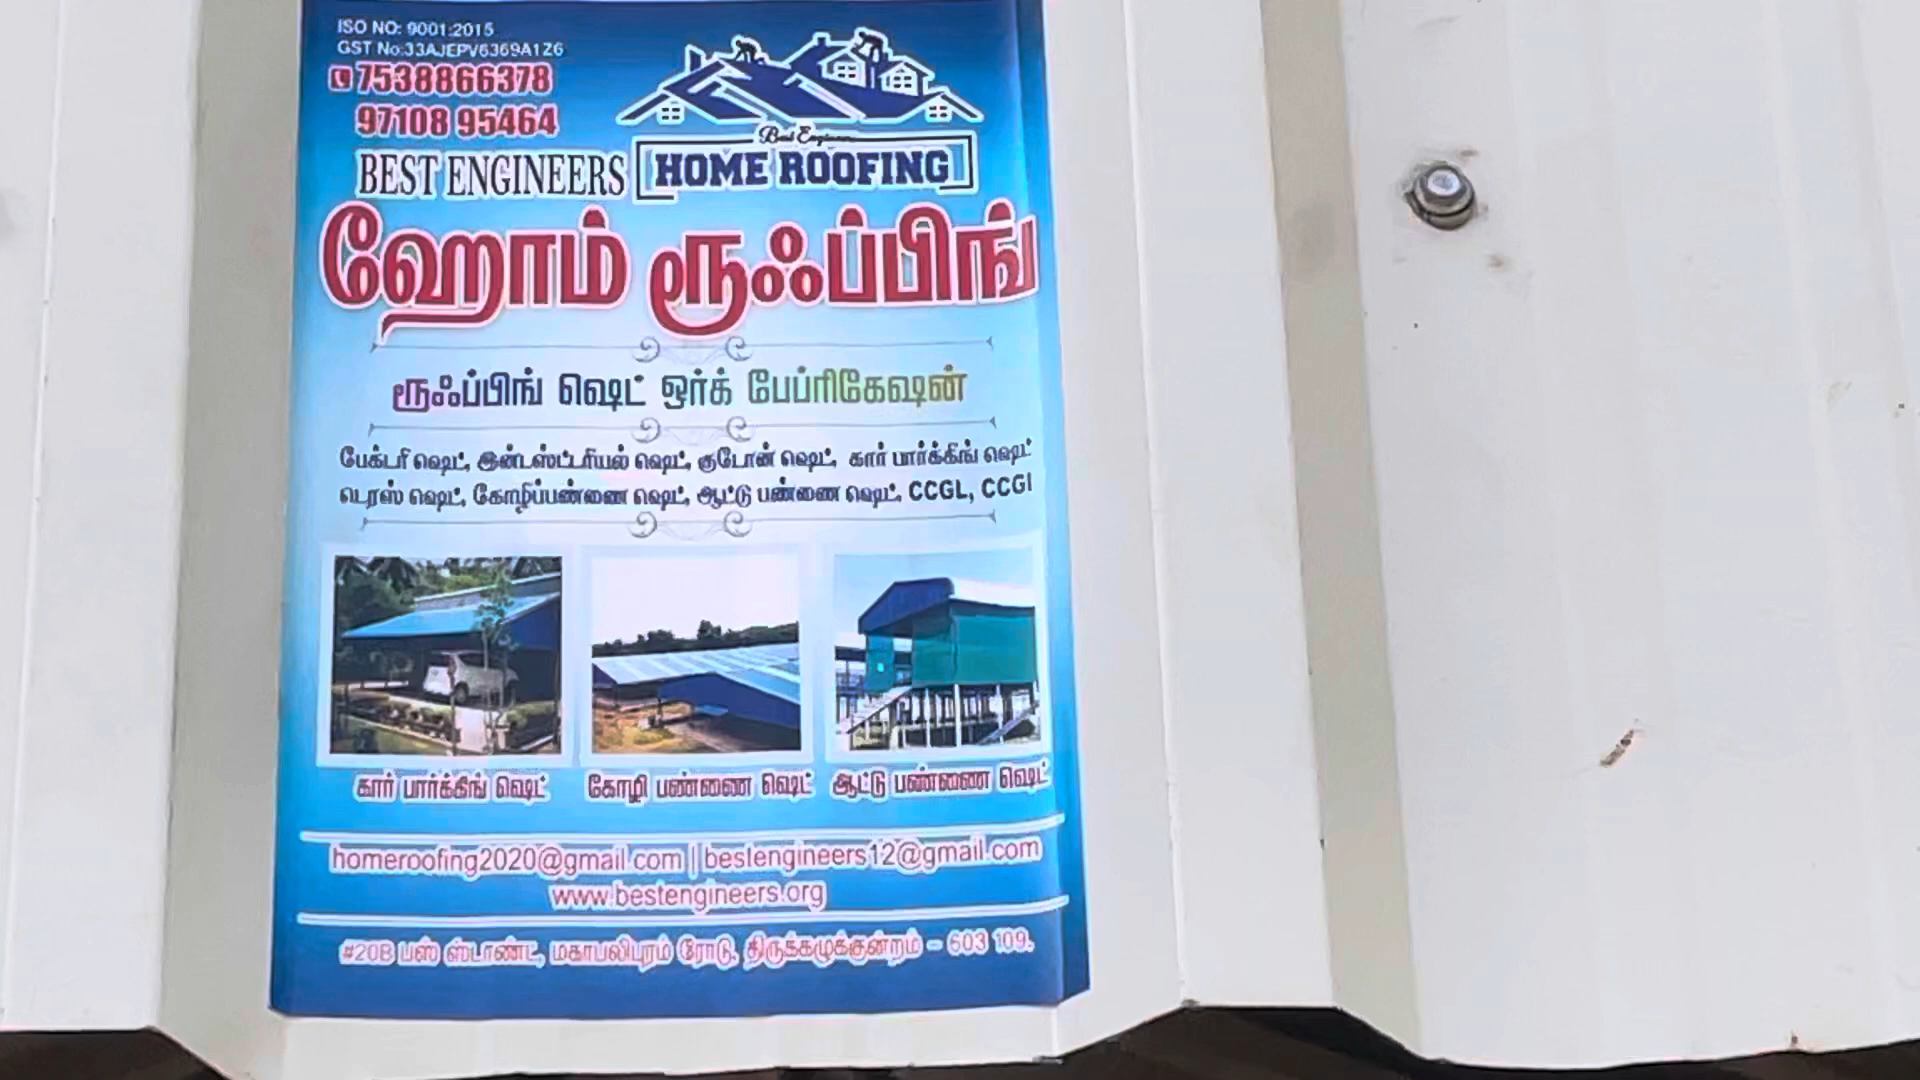 ISO NO: 9001:2015
GST No:33AJEPV6369A1Z6
7538866378
97108 95464
Best Engineers
BEST ENGINEERS HOME ROOFING
ஹோம் ரூஃப்பிங்
ரூஃப்பிங் ஷெட் ஒர்க் பேப்ரிகேஷன்
பேக்டரி ஷெட், இன்டஸ்ட்ரியல் ஷெட், குடோன் ஷெட், கார் பார்க்கிங் ஷெட்
டெரஸ் ஷெட், கோழிப்பண்ணை ஷெட், ஆட்டு பண்ணை ஷெட், CCGL, CCGI
கார் பார்க்கிங் ஷெட் கோழி பண்ணை ஷெட் ஆட்டு பண்ணை ஷெட்
homeroofing2020@gmail.com | bestengineers12@gmail.com
www.bestengineers.org
#20B பஸ் ஸ்டாண்ட், மகாபலிபுரம் ரோடு, திருக்கழுக்குன்றம் - 603 109.